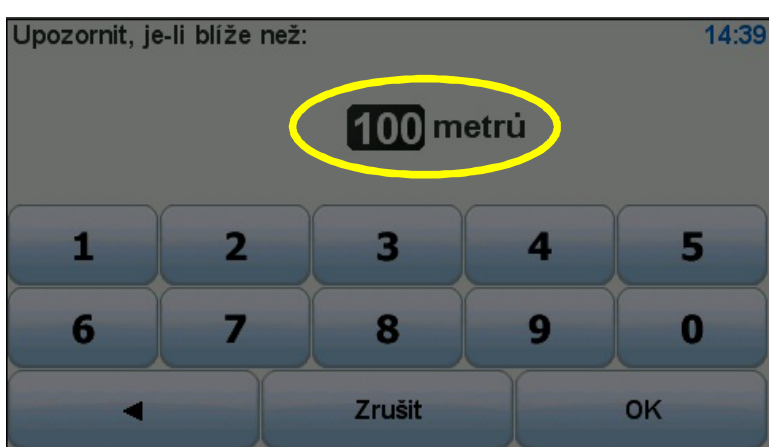 Upozornit, je-li blíže než: 14:39
100 metrů
1 2 3 4 5
6 7 8 9 0
◄ Zrušit OK